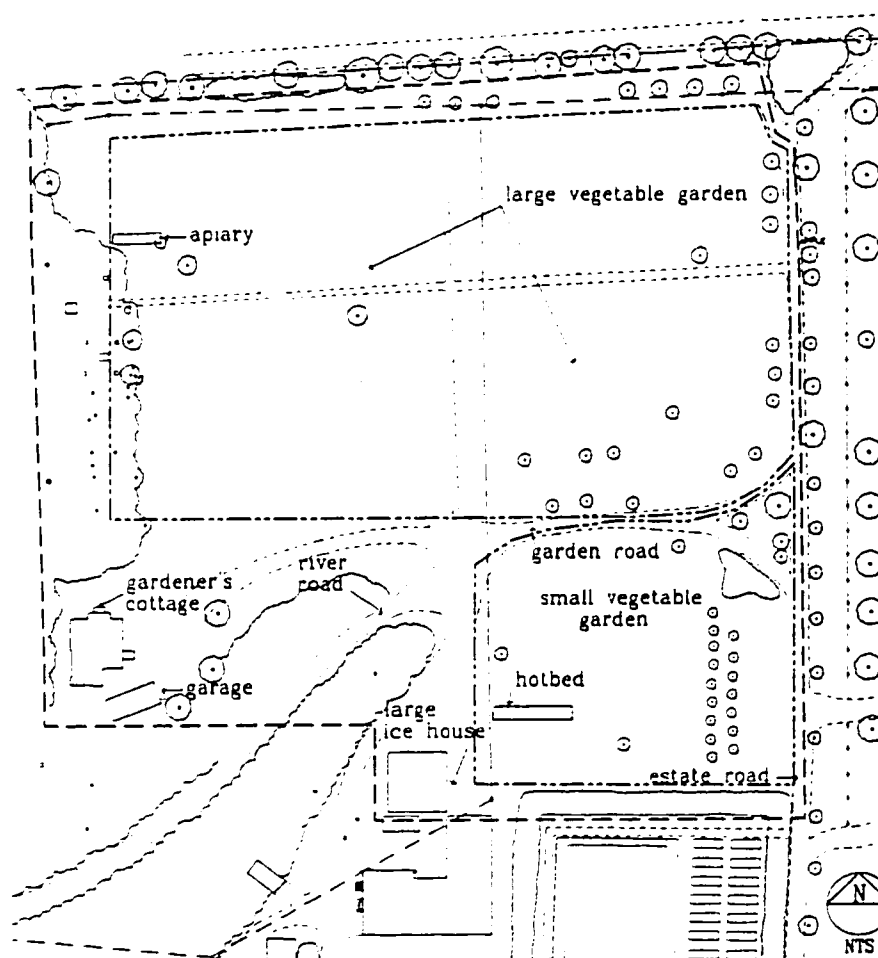 large vegetable garden
apiary
garden road
river
road
gardener's
cottage
small vegetable
garden
garage
hotbed
large
ice house
estate road
N
NTS